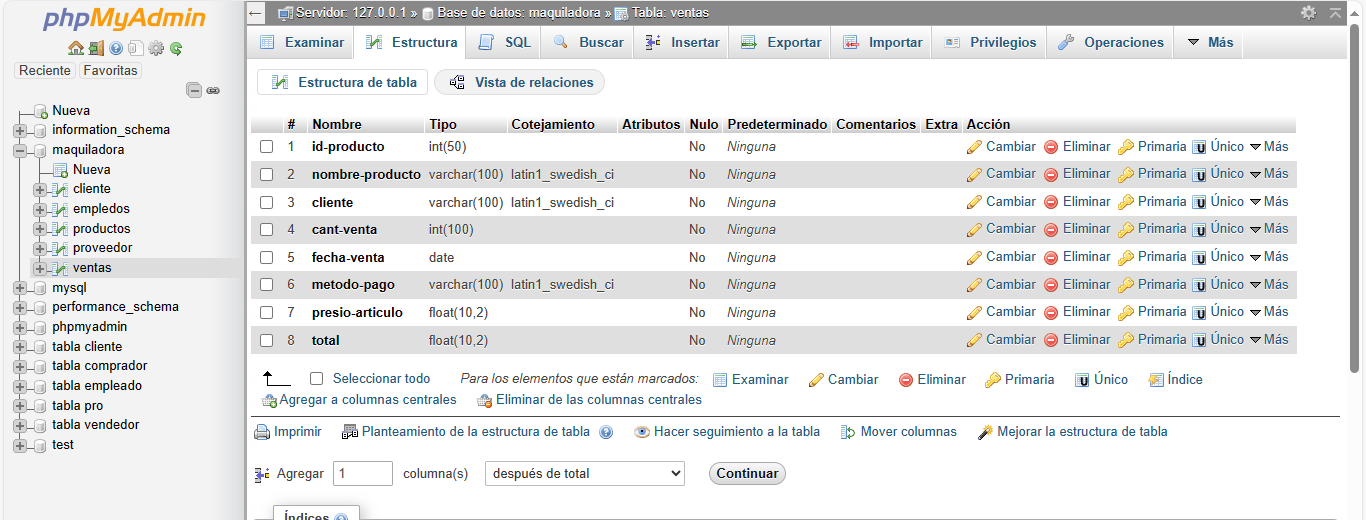 phpMyAdmin
Reciente Favoritas
Nueva
information_schema
maquiladora
Nueva
cliente
empledos
productos
proveedor
ventas
mysql
performance_schema
phpmyadmin
tabla cliente
tabla comprador
tabla empleado
tabla pro
tabla vendedor
test
Servidor: 127.0.0.1 » Base de datos: maquiladora » Tabla: ventas
Examinar Estructura SQL Buscar Insertar Exportar Importar Privilegios Operaciones Más
Estructura de tabla Vista de relaciones
# Nombre Tipo Cotejamiento Atributos Nulo Predeterminado Comentarios Extra Acción
1 id-producto int(50) No Ninguna Cambiar Eliminar Primaria Único Más
2 nombre-producto varchar(100) latin1_swedish_ci No Ninguna Cambiar Eliminar Primaria Único Más
3 cliente varchar(100) latin1_swedish_ci No Ninguna Cambiar Eliminar Primaria Único Más
4 cant-venta int(100) No Ninguna Cambiar Eliminar Primaria Único Más
5 fecha-venta date No Ninguna Cambiar Eliminar Primaria Único Más
6 metodo-pago varchar(100) latin1_swedish_ci No Ninguna Cambiar Eliminar Primaria Único Más
7 presio-articulo float(10,2) No Ninguna Cambiar Eliminar Primaria Único Más
8 total float(10,2) No Ninguna Cambiar Eliminar Primaria Único Más
Seleccionar todo Para los elementos que están marcados: Examinar Cambiar Eliminar Primaria Único Índice
Agregar a columnas centrales Eliminar de las columnas centrales
Imprimir Planteamiento de la estructura de tabla Hacer seguimiento a la tabla Mover columnas Mejorar la estructura de tabla
Agregar 1 columna(s) después de total Continuar
Índices